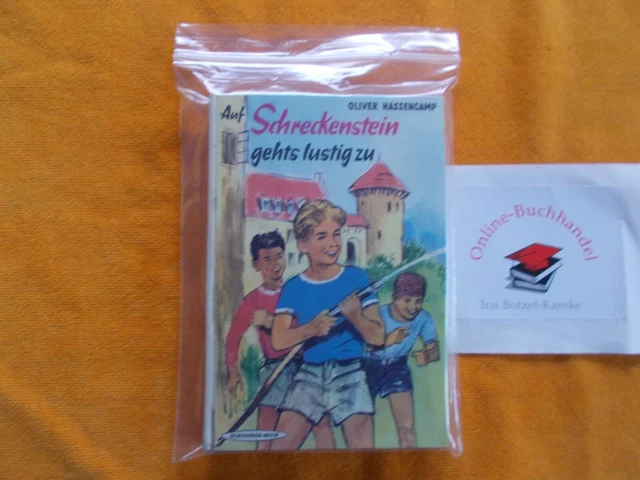 OLIVER HASSENCAMP
Auf
Schreckenstein
gehts lustig zu
Online-Buchhandel
Iris Botzet-Kamke